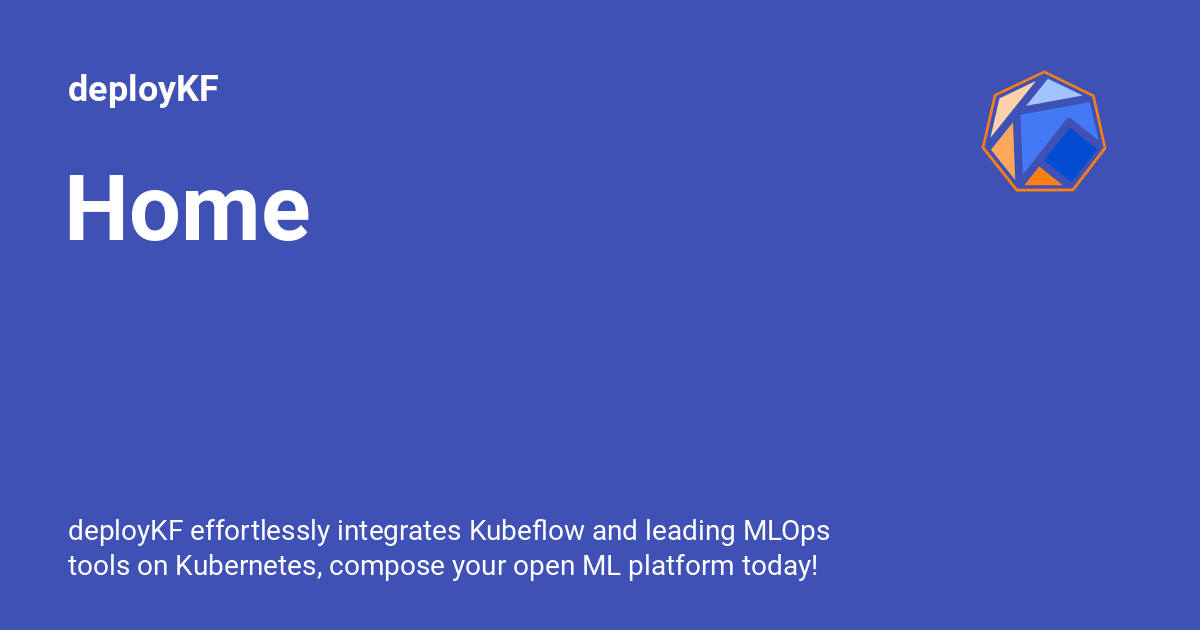 deployKF
Home
deployKF effortlessly integrates Kubeflow and leading MLOps
tools on Kubernetes, compose your open ML platform today!